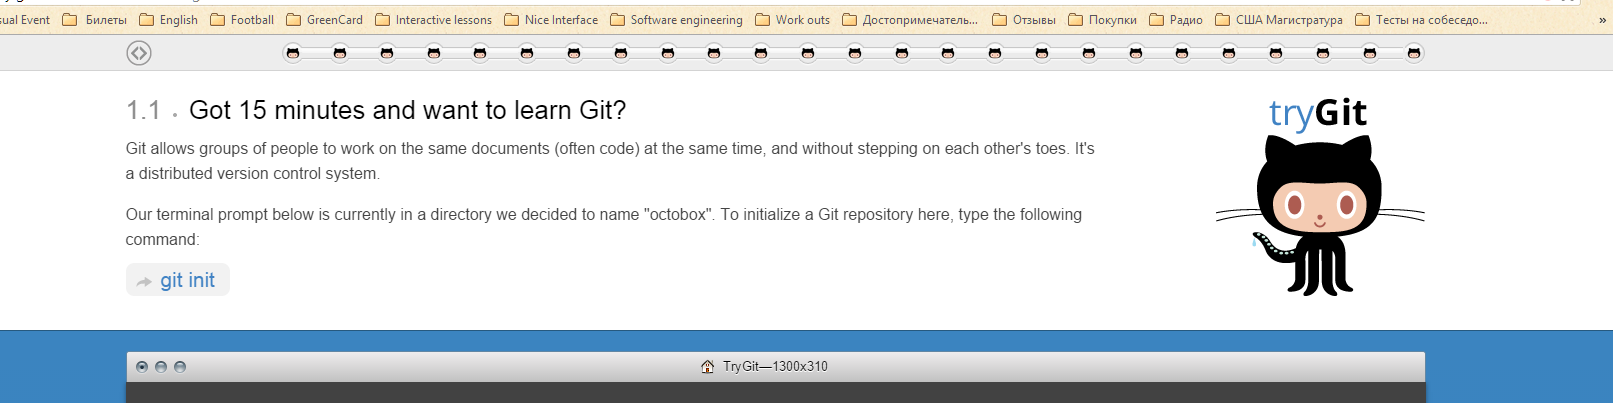 sual Event Билеты English Football GreenCard Interactive lessons Nice Interface Software engineering Work outs Достопримечатель... Отзывы Покупки Радио США Магистратура Тесты на собеседо... »
1.1 • Got 15 minutes and want to learn Git?
tryGit
Git allows groups of people to work on the same documents (often code) at the same time, and without stepping on each other's toes. It's
a distributed version control system.
Our terminal prompt below is currently in a directory we decided to name "octobox". To initialize a Git repository here, type the following
command:
git init
TryGit—1300x310